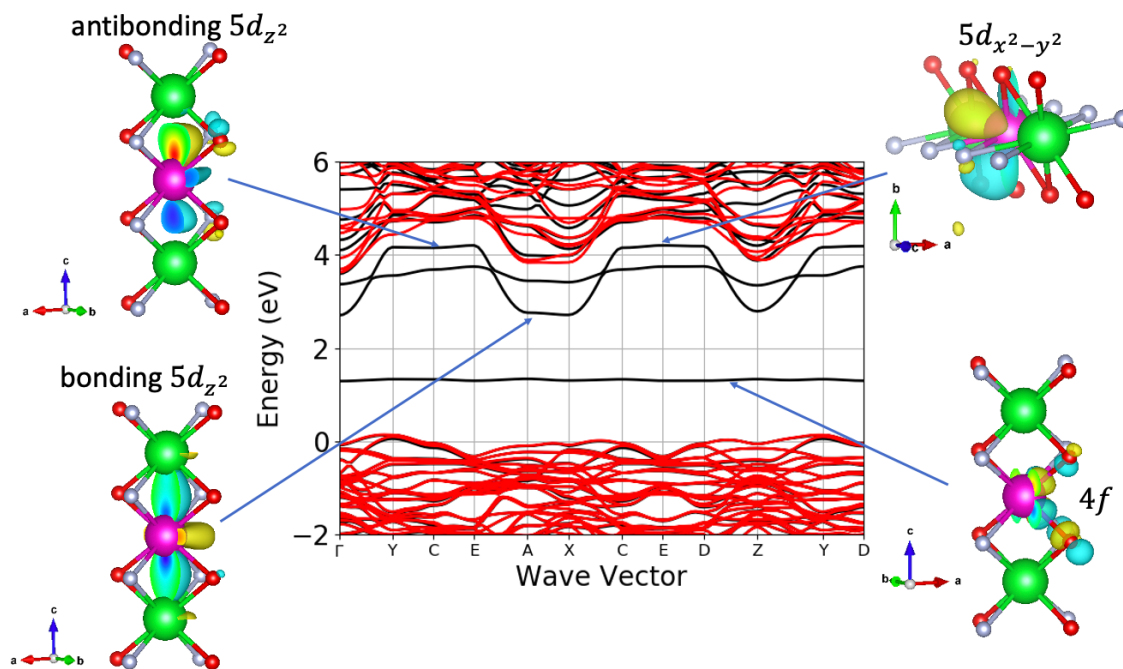 antibonding 5d_{z^2}
c
a
b
bonding 5d_{z^2}
c
a
b
5d_{x^2-y^2}
b
c
a
4f
c
b
a
Energy (eV)
6
4
2
0
−2
Γ Y C E A X C E D Z Y D
Wave Vector